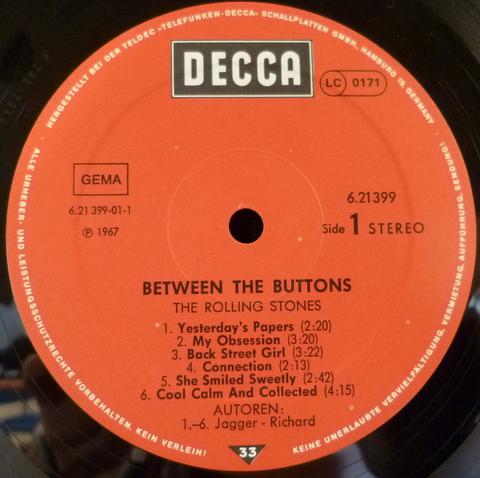 HERGESTELLT BEI DER TELDEC »TELEFUNKEN-DECCA« SCHALLPLATTEN GMBH, HAMBURG 19, GERMANY
DECCA
LC 0171
GEMA
6.21399-01-1
℗ 1967
6.21399
Side 1 STEREO
BETWEEN THE BUTTONS
THE ROLLING STONES
1. Yesterday's Papers (2:20)
2. My Obsession (3:20)
3. Back Street Girl (3:22)
4. Connection (2:13)
5. She Smiled Sweetly (2:42)
6. Cool Calm And Collected (4:15)
AUTOREN:
1.–6. Jagger - Richard
33
ALLE URHEBER- UND LEISTUNGSSCHUTZRECHTE VORBEHALTEN. KEIN VERLEIH!
KEINE UNERLAUBTE VERVIELFÄLTIGUNG, VERMIETUNG, AUFFÜHRUNG, SENDUNG!